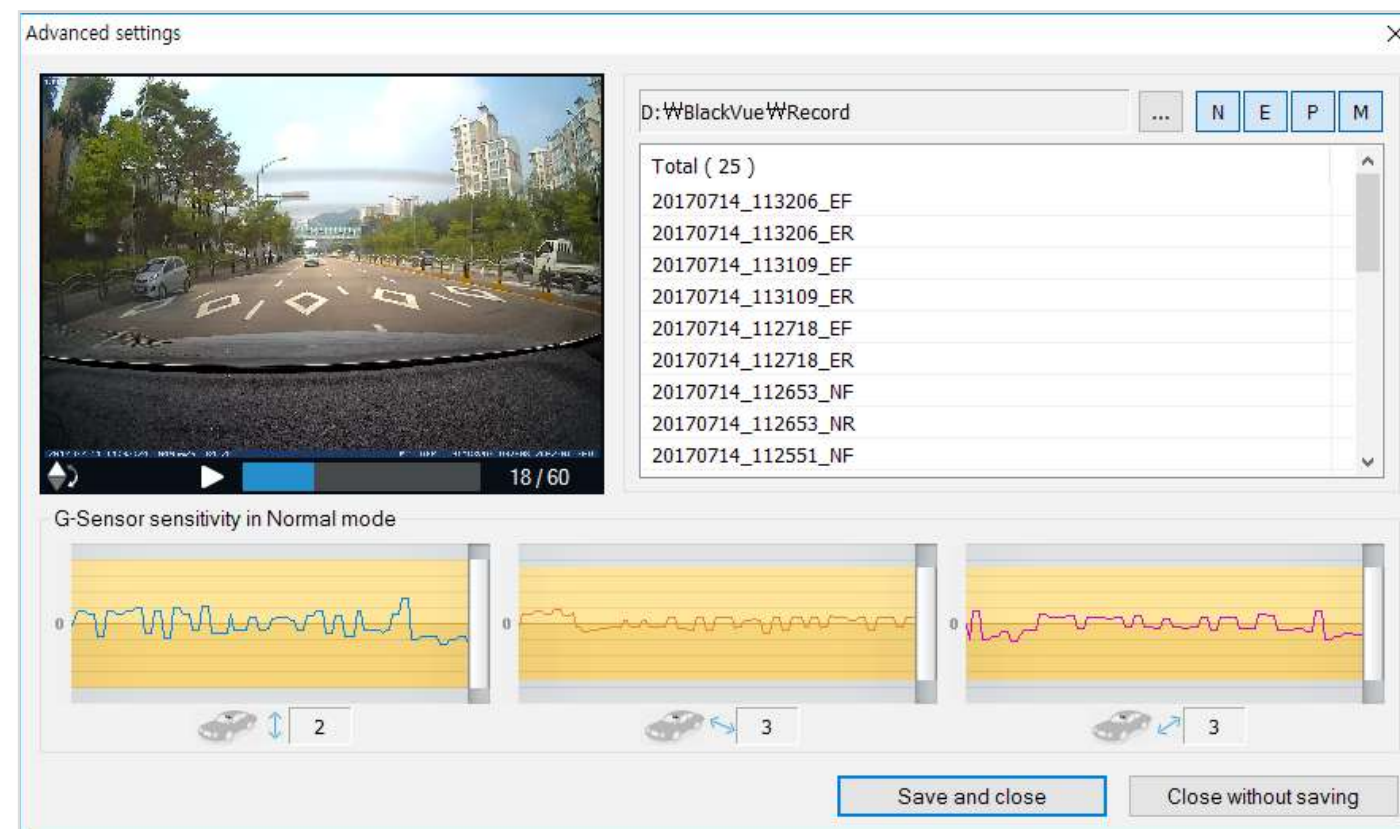 Advanced settings
D:₩BlackVue₩Record
...
N E P M
Total ( 25 )
20170714_113206_EF
20170714_113206_ER
20170714_113109_EF
20170714_113109_ER
20170714_112718_EF
20170714_112718_ER
20170714_112653_NF
20170714_112653_NR
20170714_112551_NF
18 / 60
G-Sensor sensitivity in Normal mode
0
0
0
2
3
3
Save and close
Close without saving